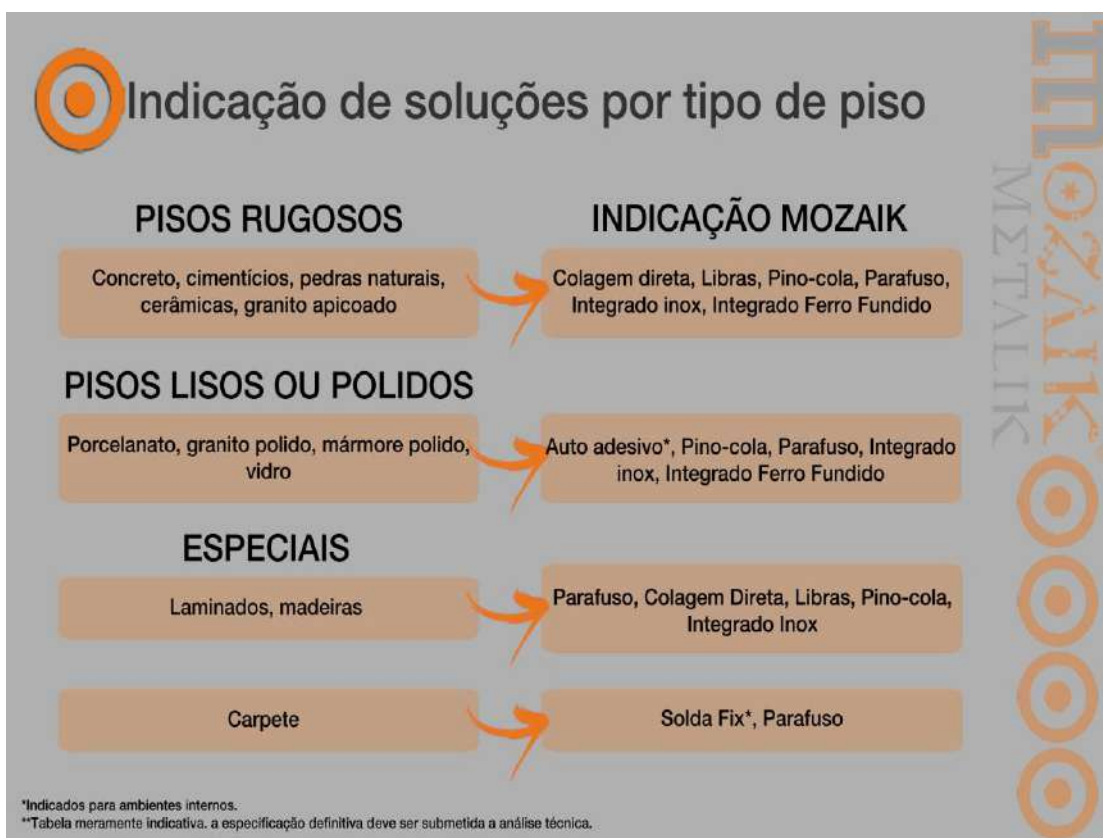 Indicação de soluções por tipo de piso
PISOS RUGOSOS
INDICAÇÃO MOZAIK
Concreto, cimentícios, pedras naturais,
cerâmicas, granito apicoado
Colagem direta, Libras, Pino-cola, Parafuso,
Integrado inox, Integrado Ferro Fundido
PISOS LISOS OU POLIDOS
Porcelanato, granito polido, mármore polido,
vidro
Auto adesivo*, Pino-cola, Parafuso, Integrado
inox, Integrado Ferro Fundido
ESPECIAIS
Laminados, madeiras
Parafuso, Colagem Direta, Libras, Pino-cola,
Integrado Inox
Carpete
Solda Fix*, Parafuso
*Indicados para ambientes internos.
**Tabela meramente indicativa. a especificação definitiva deve ser submetida a análise técnica.
mOZAIK
METALIK